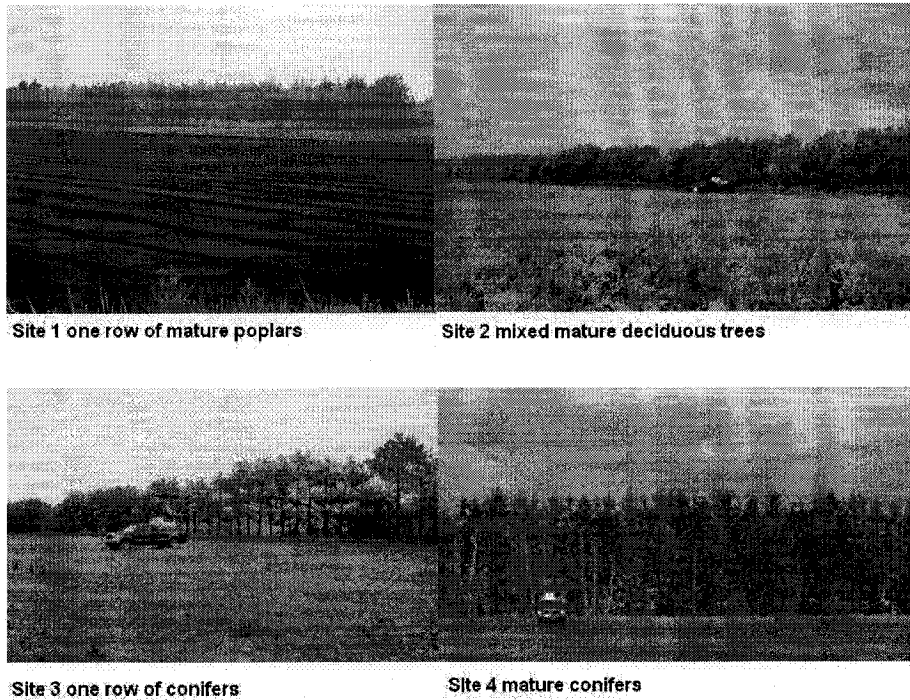 Site 1 one row of mature poplars
Site 2 mixed mature deciduous trees
Site 3 one row of conifers
Site 4 mature conifers